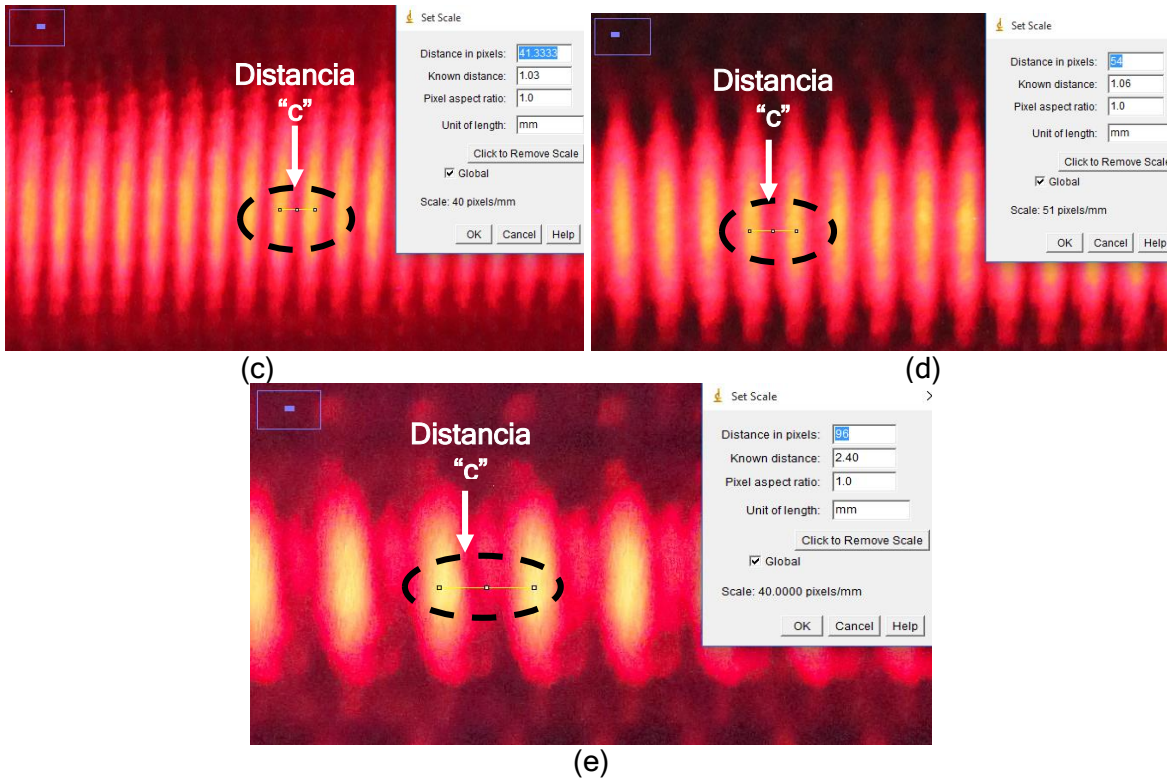 Set Scale
Distance in pixels: 41.3333
Known distance: 1.03
Pixel aspect ratio: 1.0
Unit of length: mm
Click to Remove Scale
Global
Scale: 40 pixels/mm
OK Cancel Help
Distancia
“C”
(c)
Set Scale
Distance in pixels: 54
Known distance: 1.06
Pixel aspect ratio: 1.0
Unit of length: mm
Click to Remove Scale
Global
Scale: 51 pixels/mm
OK Cancel Help
Distancia
“C”
(d)
Set Scale
Distance in pixels: 96
Known distance: 2.40
Pixel aspect ratio: 1.0
Unit of length: mm
Click to Remove Scale
Global
Scale: 40.0000 pixels/mm
OK Cancel Help
Distancia
“C”
(e)